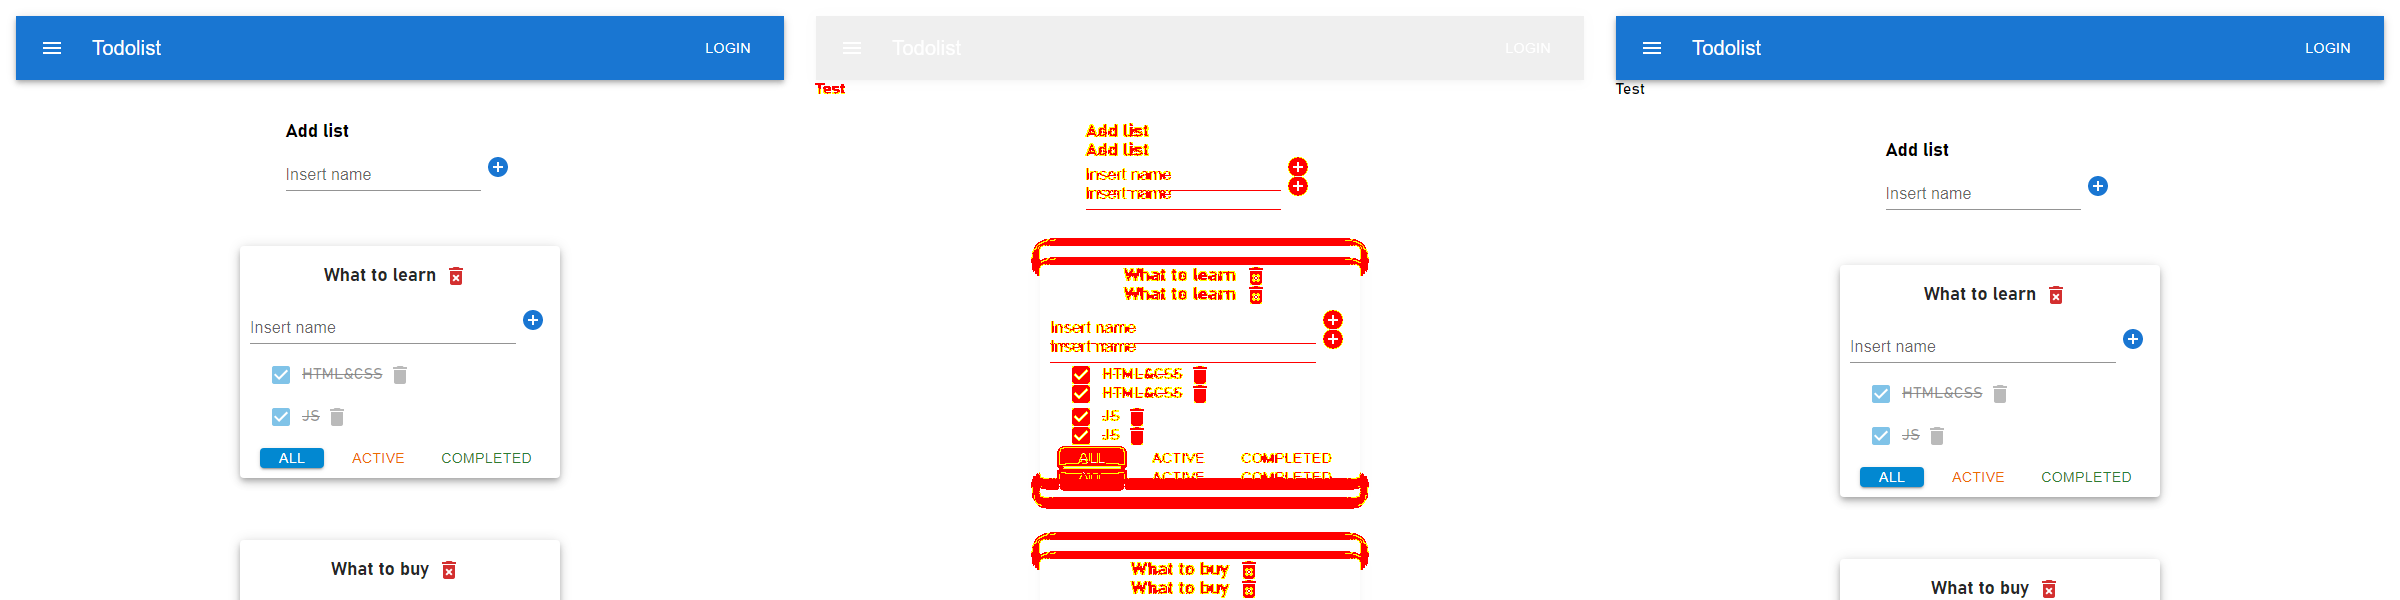 Todolist LOGIN
Add list
Insert name
What to learn
Insert name
HTML&CSS
JS
ALL ACTIVE COMPLETED
What to buy
Todolist LOGIN
Test
Add list
Add list
Insert name
Insert name
What to learn
What to learn
Insert name
Insert name
HTML&CSS
HTML&CSS
JS
JS
ALL ACTIVE COMPLETED
ALL ACTIVE COMPLETED
What to buy
What to buy
Todolist LOGIN
Test
Add list
Insert name
What to learn
Insert name
HTML&CSS
JS
ALL ACTIVE COMPLETED
What to buy